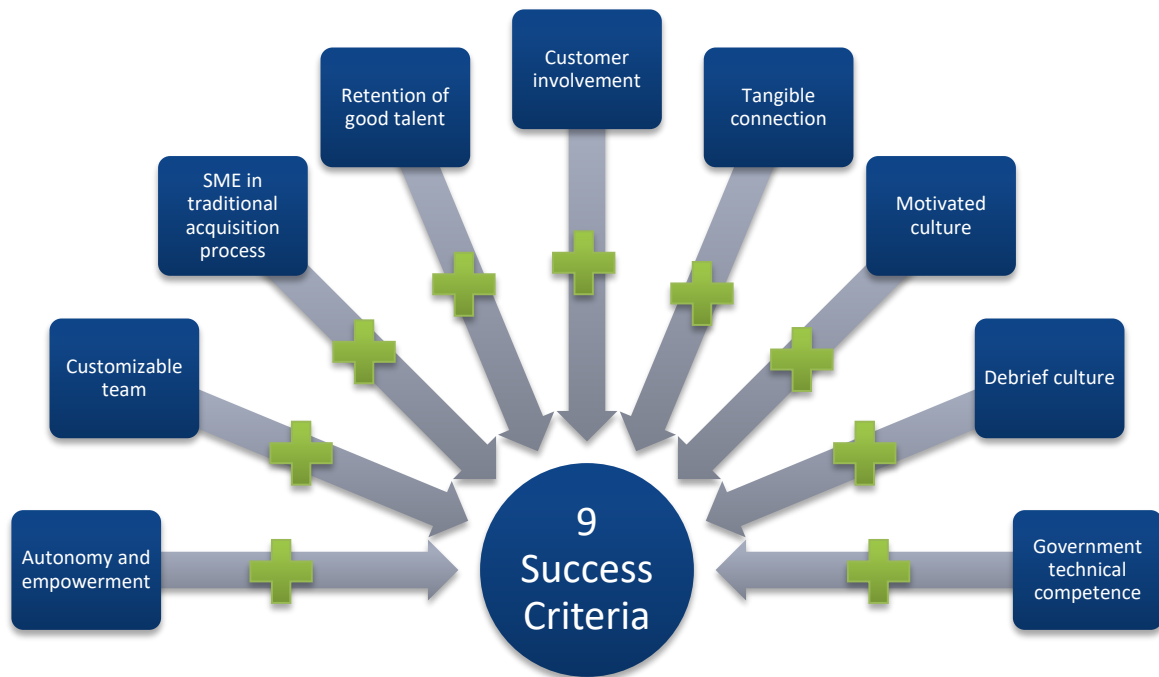 Autonomy and
empowerment
Customizable
team
SME in
traditional
acquisition
process
Retention of
good talent
Customer
involvement
Tangible
connection
Motivated
culture
Debrief culture
Government
technical
competence
9
Success
Criteria